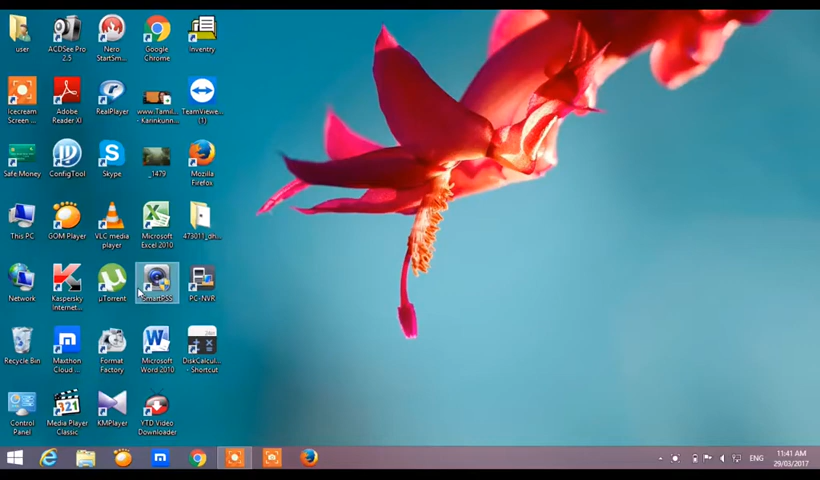 user
ACDSee Pro
2.5
Nero
StartSm...
Google
Chrome
inventry
Icecream
Screen ...
Adobe
Reader XI
RealPlayer
www.Tamil...
- Karinkunn...
TeamViewe...
(1)
Safe Money
ConfigTool
Skype
_1479
Mozilla
Firefox
This PC
GOM Player
VLC media
player
Microsoft
Excel 2010
473011_gh...
Network
Kaspersky
Internet...
µTorrent
SmartPSS
PC-NVR
Recycle Bin
Maxthon
Cloud ...
Format
Factory
Microsoft
Word 2010
DiskCalcul...
- Shortcut
Control
Panel
Media Player
Classic
KMPlayer
YTD Video
Downloader
ENG
11:41 AM
29/03/2017